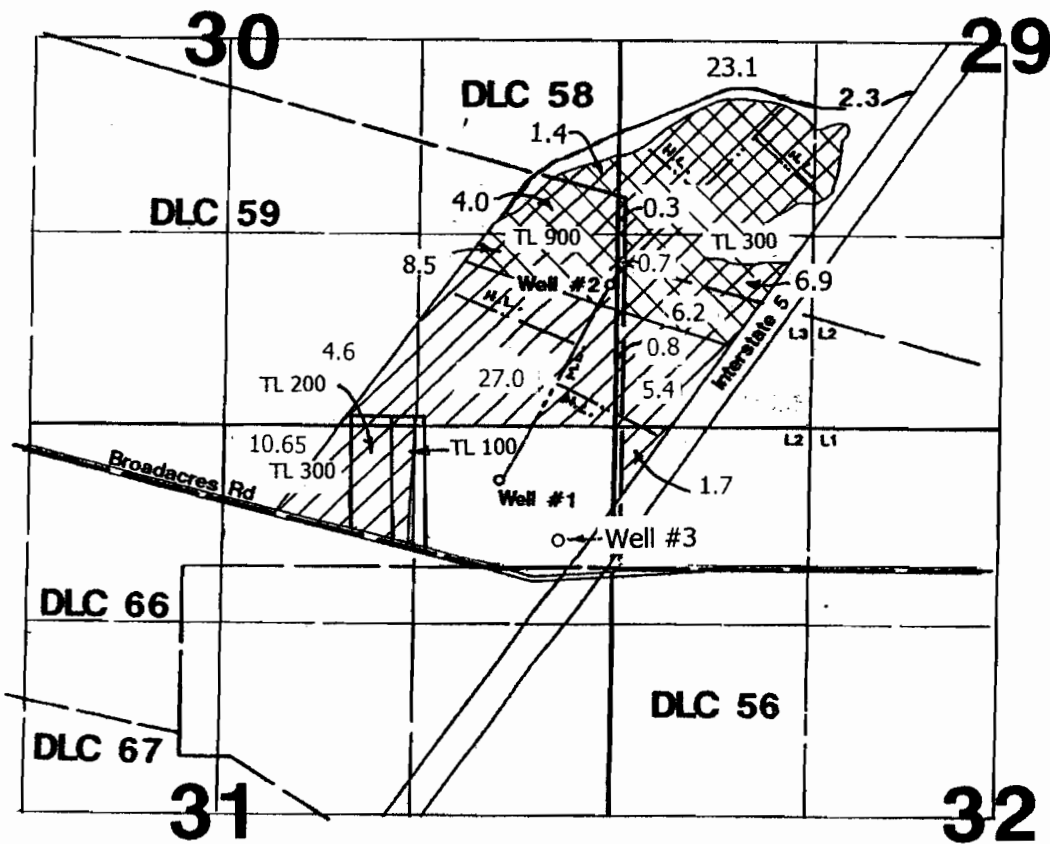 30
29
23.1
DLC 58
2.3
1.4
M.L.
M.L.
4.0
DLC 59
0.3
TL 900
TL 300
8.5
0.7
Well #2
6.9
M.L.
6.2
Interstate 5
L3 L2
4.6
0.8
27.0
M.L.
TL 200
5.4
M.L.
10.65
TL 100
L2 L1
Broadacres Rd
TL 300
1.7
Well #1
Well #3
DLC 66
DLC 56
DLC 67
31
32